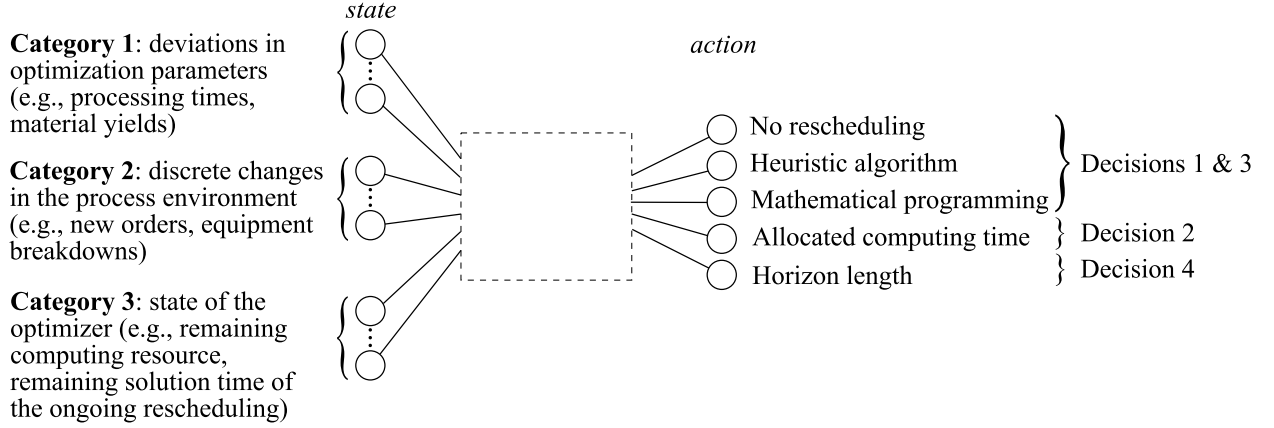 state
Category 1: deviations in
optimization parameters
(e.g., processing times,
material yields)
Category 2: discrete changes
in the process environment
(e.g., new orders, equipment
breakdowns)
Category 3: state of the
optimizer (e.g., remaining
computing resource,
remaining solution time of
the ongoing rescheduling)
action
No rescheduling
Heuristic algorithm
Mathematical programming
Allocated computing time
Horizon length
Decisions 1 & 3
Decision 2
Decision 4